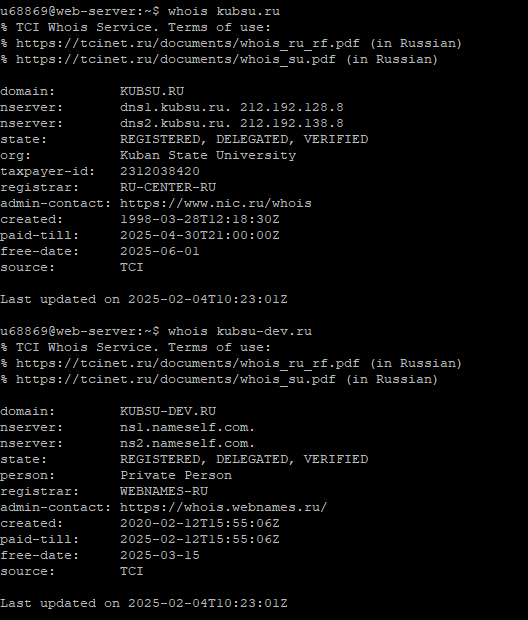 u68869@web-server:~$ whois kubsu.ru
% TCI Whois Service. Terms of use:
% https://tcinet.ru/documents/whois_ru_rf.pdf (in Russian)
% https://tcinet.ru/documents/whois_su.pdf (in Russian)

domain:        KUBSU.RU
nserver:       dns1.kubsu.ru. 212.192.128.8
nserver:       dns2.kubsu.ru. 212.192.138.8
state:         REGISTERED, DELEGATED, VERIFIED
org:           Kuban State University
taxpayer-id:   2312038420
registrar:     RU-CENTER-RU
admin-contact: https://www.nic.ru/whois
created:       1998-03-28T12:18:30Z
paid-till:     2025-04-30T21:00:00Z
free-date:     2025-06-01
source:        TCI

Last updated on 2025-02-04T10:23:01Z

u68869@web-server:~$ whois kubsu-dev.ru
% TCI Whois Service. Terms of use:
% https://tcinet.ru/documents/whois_ru_rf.pdf (in Russian)
% https://tcinet.ru/documents/whois_su.pdf (in Russian)

domain:        KUBSU-DEV.RU
nserver:       ns1.nameself.com.
nserver:       ns2.nameself.com.
state:         REGISTERED, DELEGATED, VERIFIED
person:        Private Person
registrar:     WEBNAMES-RU
admin-contact: https://whois.webnames.ru/
created:       2020-02-12T15:55:06Z
paid-till:     2025-02-12T15:55:06Z
free-date:     2025-03-15
source:        TCI

Last updated on 2025-02-04T10:23:01Z